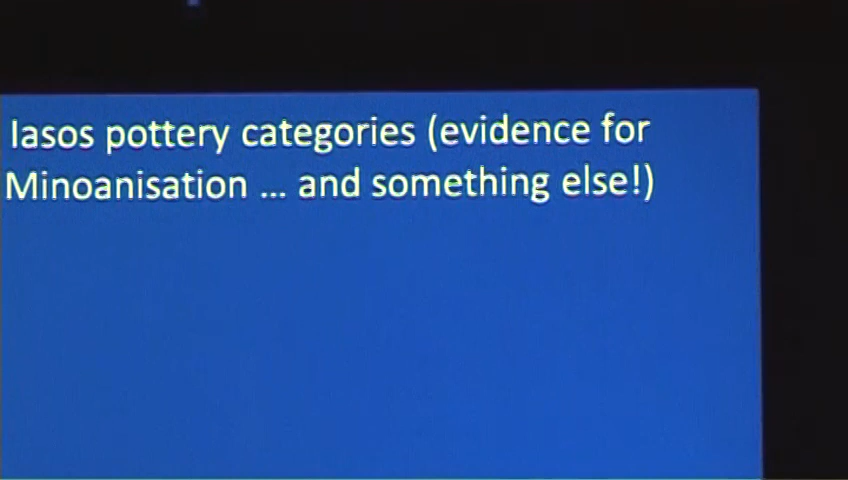 Iasos pottery categories (evidence for
Minoanisation ... and something else!)